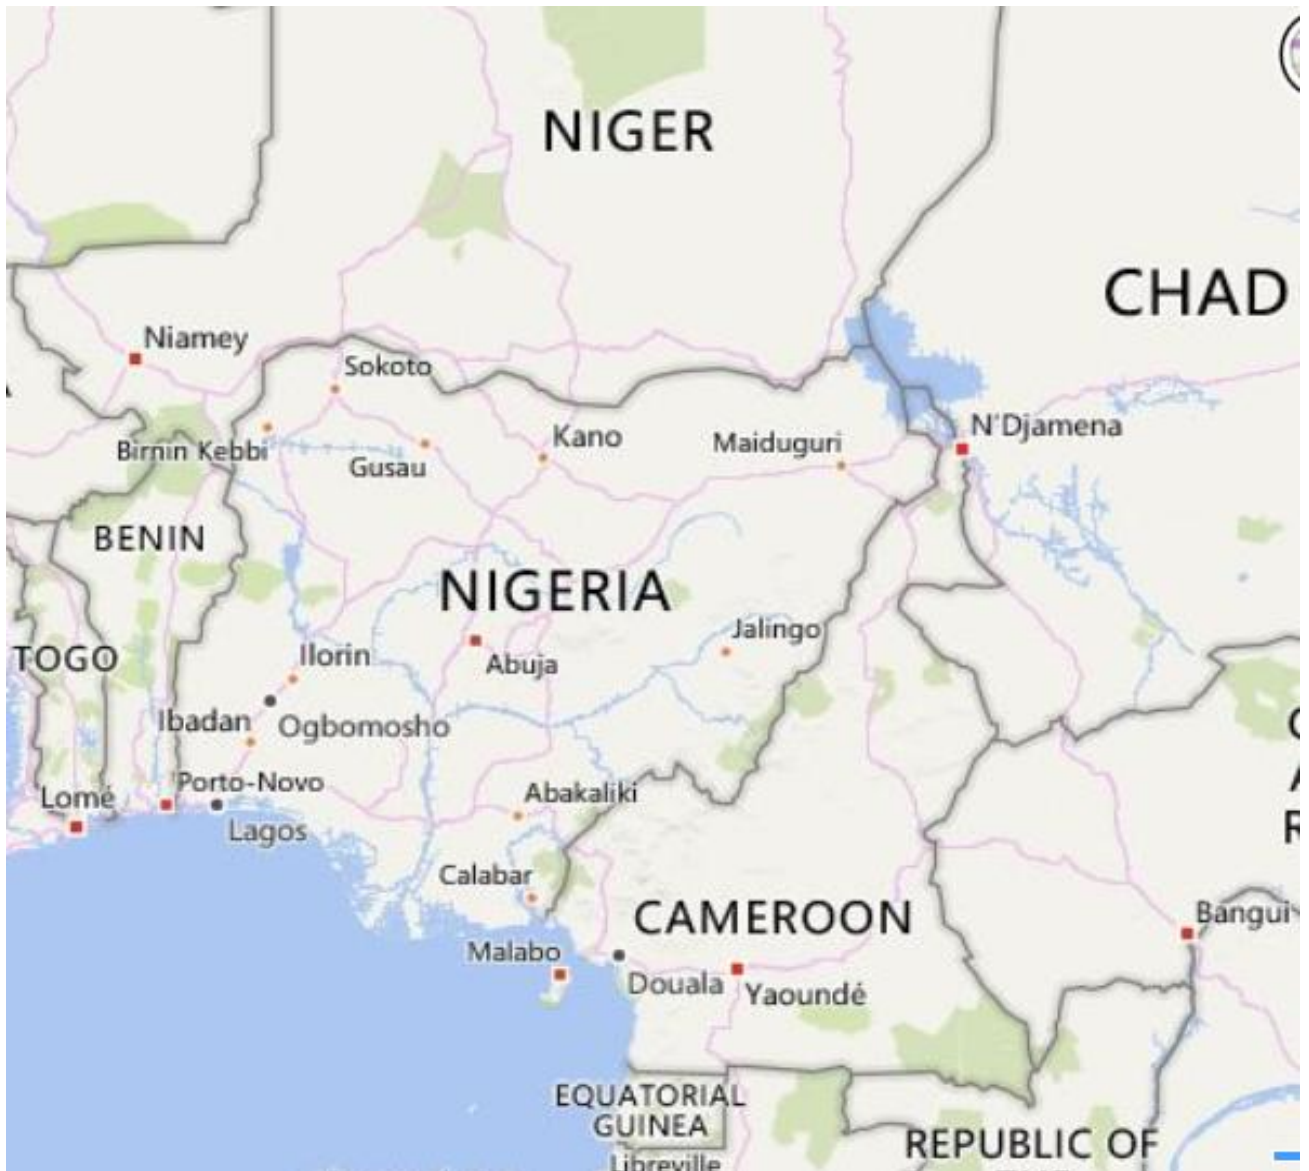 NIGER
CHAD
Niamey
Sokoto
Birnin Kebbi
Gusau
Kano
Maiduguri
N'Djamena
BENIN
NIGERIA
TOGO
Ilorin
Abuja
Jalingo
Ibadan
Ogbomosho
Porto-Novo
Lomé
Lagos
Abakaliki
Calabar
CAMEROON
Bangui
Malabo
Douala
Yaoundé
EQUATORIAL
GUINEA
Libreville
REPUBLIC OF